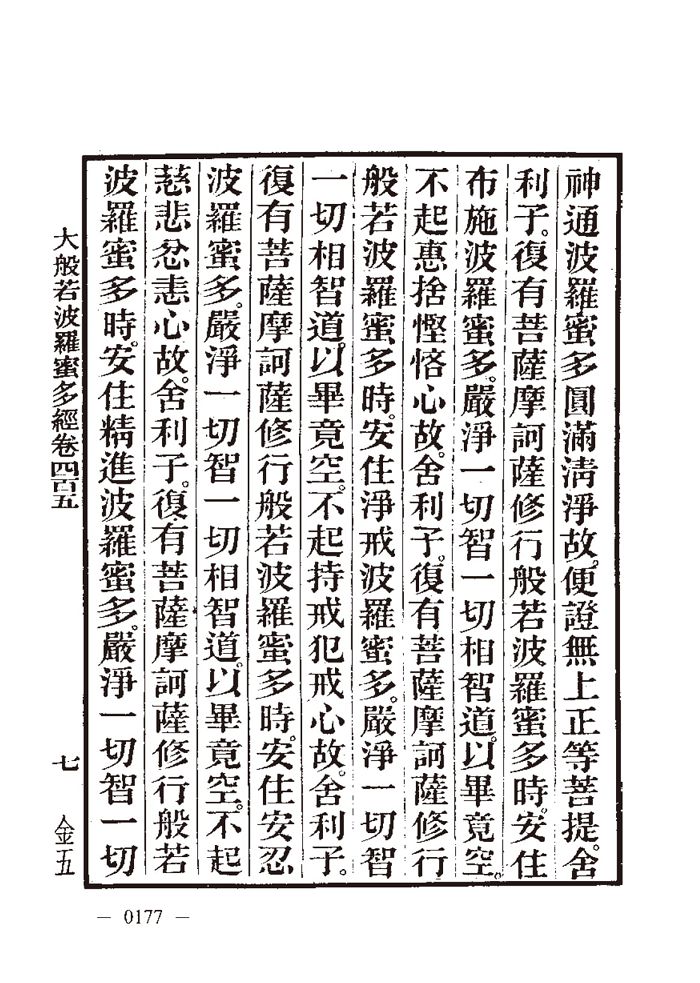 神通波羅蜜多圓滿清淨故。便證無上正等菩提。舍
利子。復有菩薩摩訶薩修行般若波羅蜜多時。安住
布施波羅蜜多。嚴淨一切智一切相智道。以畢竟空。
不起惠捨慳悋心故。舍利子。復有菩薩摩訶薩修行
般若波羅蜜多時。安住淨戒波羅蜜多。嚴淨一切智
一切相智道。以畢竟空。不起持戒犯戒心故。舍利子。
復有菩薩摩訶薩修行般若波羅蜜多時。安住安忍
波羅蜜多。嚴淨一切智一切相智道。以畢竟空。不起
慈悲忿恚心故。舍利子。復有菩薩摩訶薩修行般若
波羅蜜多時。安住精進波羅蜜多。嚴淨一切智一切
大般若波羅蜜多經卷四百五
七
金五
— 0177 —